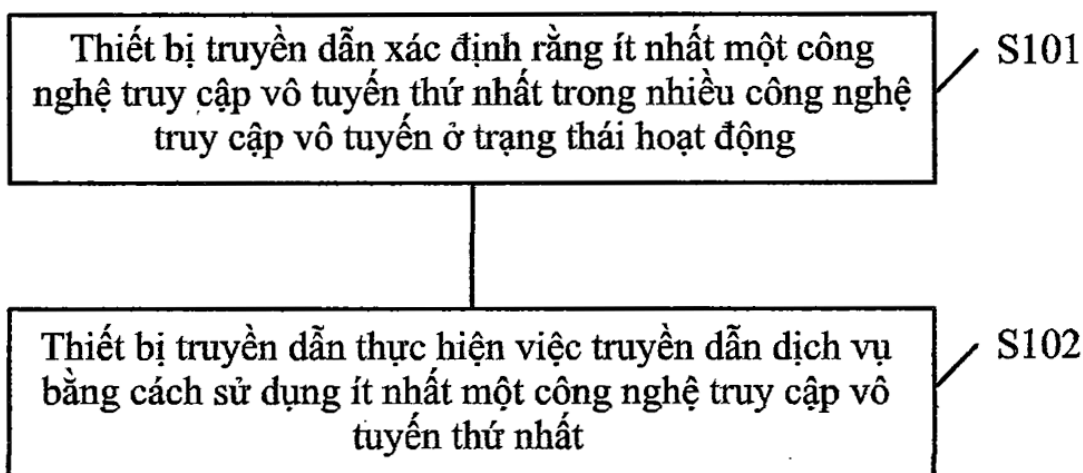 Thiết bị truyền dẫn xác định rằng ít nhất một công
nghệ truy cập vô tuyến thứ nhất trong nhiều công nghệ
truy cập vô tuyến ở trạng thái hoạt động
S101
Thiết bị truyền dẫn thực hiện việc truyền dẫn dịch vụ
bằng cách sử dụng ít nhất một công nghệ truy cập vô
tuyến thứ nhất
S102